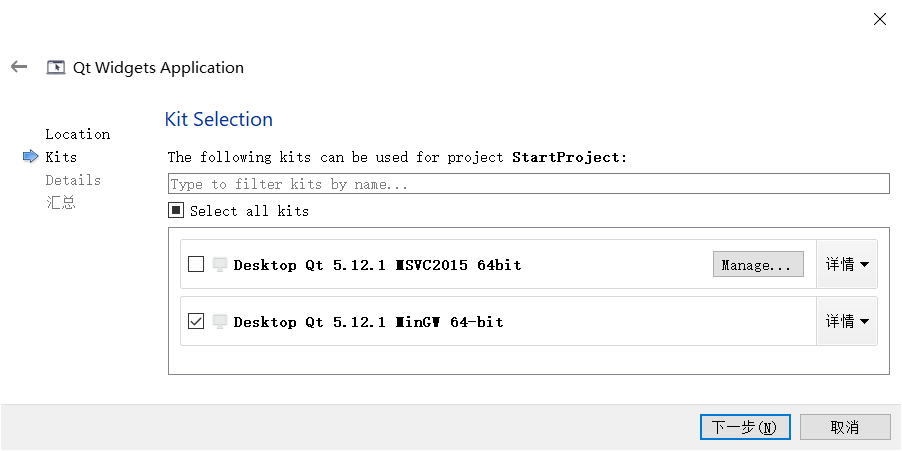 Qt Widgets Application
Kit Selection
Location
Kits
Details
汇总
The following kits can be used for project StartProject:
Type to filter kits by name...
Select all kits
Desktop Qt 5.12.1 MSVC2015 64bit
Manage...
详情
Desktop Qt 5.12.1 MinGW 64-bit
详情
下一步(N)
取消